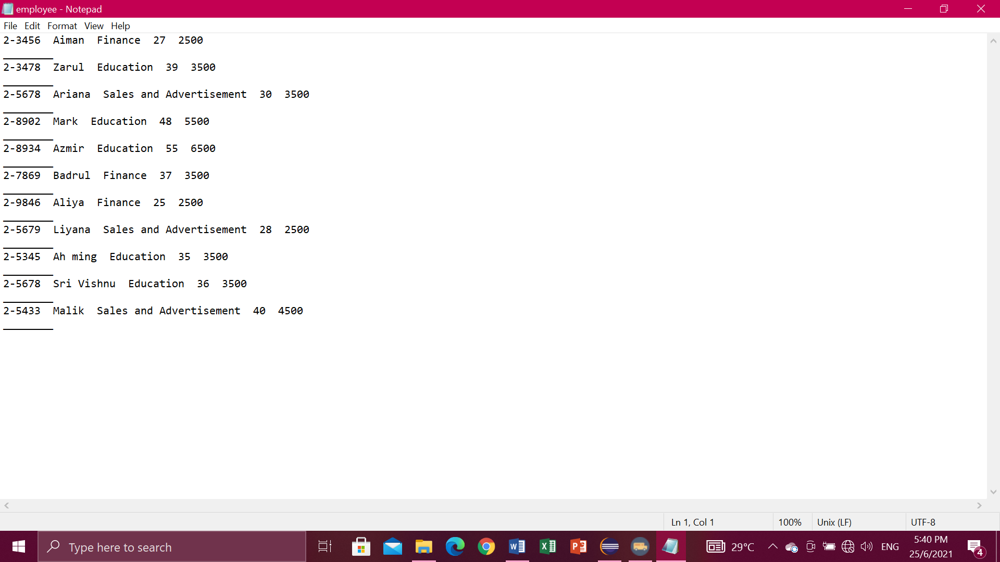 employee - Notepad
File Edit Format View Help
2-3456  Aiman  Finance  27  2500
________
2-3478  Zarul  Education  39  3500
________
2-5678  Ariana  Sales and Advertisement  30  3500
________
2-8902  Mark  Education  48  5500
________
2-8934  Azmir  Education  55  6500
________
2-7869  Badrul  Finance  37  3500
________
2-9846  Aliya  Finance  25  2500
________
2-5679  Liyana  Sales and Advertisement  28  2500
________
2-5345  Ah ming  Education  35  3500
________
2-5678  Sri Vishnu  Education  36  3500
________
2-5433  Malik  Sales and Advertisement  40  4500
________
Ln 1, Col 1 100% Unix (LF) UTF-8
Type here to search 29°C ENG 5:40 PM
25/6/2021 4